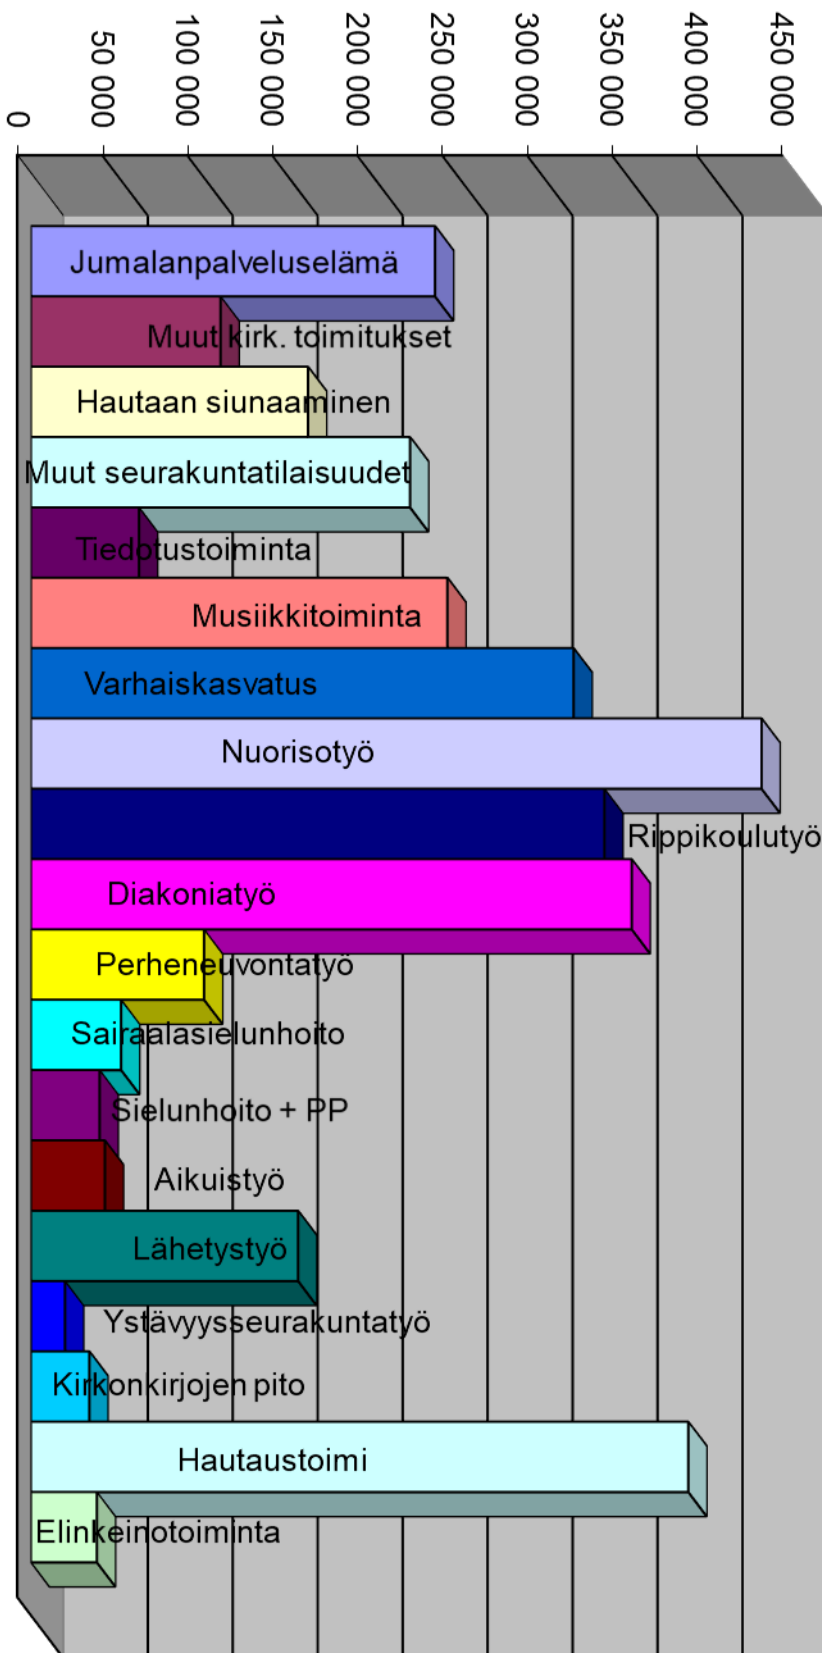 0
50 000
100 000
150 000
200 000
250 000
300 000
350 000
400 000
450 000
Jumalanpalveluselämä
Muut kirk. toimitukset
Hautaan siunaaminen
Muut seurakuntatilaisuudet
Tiedotustoiminta
Musiikkitoiminta
Varhaiskasvatus
Nuorisotyö
Rippikoulutyö
Diakoniatyö
Perheneuvontatyö
Sairaalasielunhoito
Sielunhoito + PP
Aikuistyö
Lähetystyö
Ystävyysseurakuntatyö
Kirkonkirjojen pito
Hautaustoimi
Elinkeinotoiminta